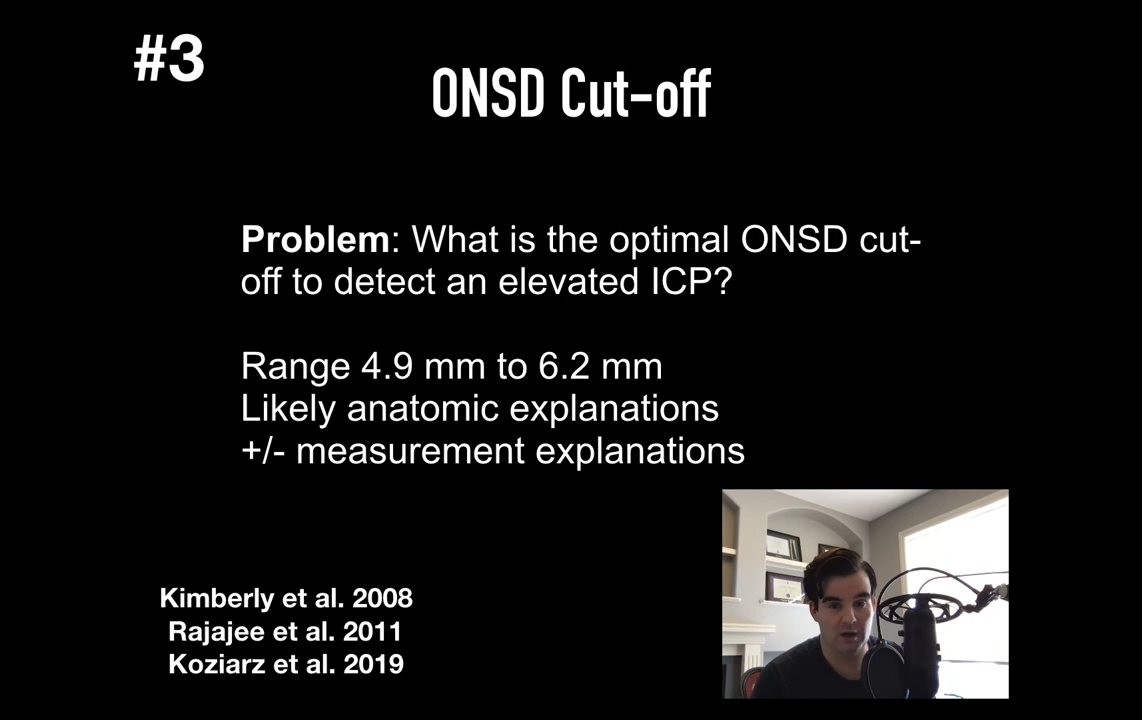 #3
ONSD Cut-off
Problem: What is the optimal ONSD cut-
off to detect an elevated ICP?
Range 4.9 mm to 6.2 mm
Likely anatomic explanations
+/- measurement explanations
Kimberly et al. 2008
Rajajee et al. 2011
Koziarz et al. 2019